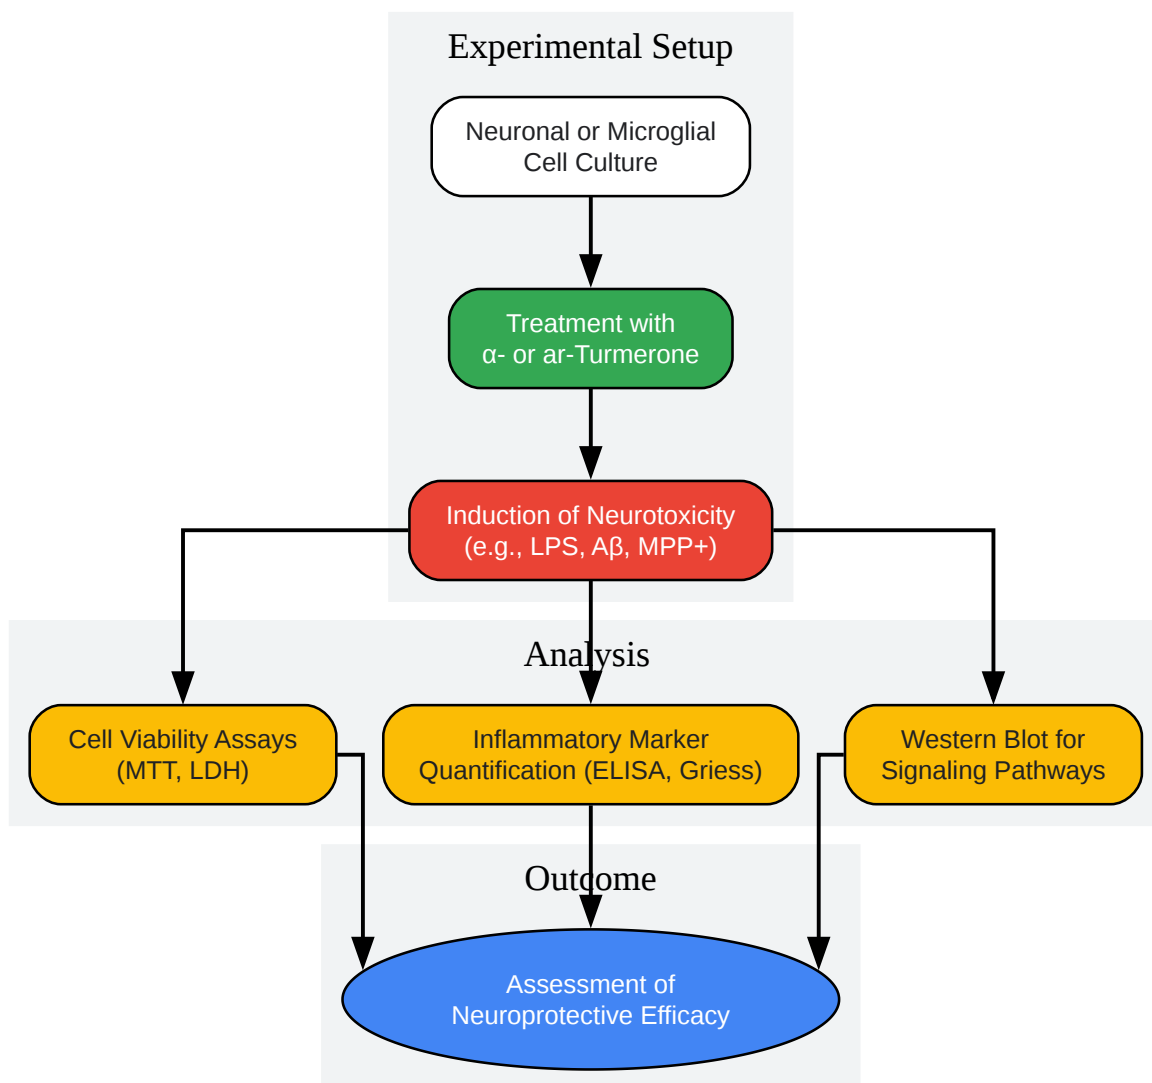 Experimental Setup
Neuronal or Microglial
Cell Culture
Treatment with
α- or ar-Turmerone
Induction of Neurotoxicity
(e.g., LPS, Aβ, MPP+)
Analysis
Cell Viability Assays
(MTT, LDH)
Inflammatory Marker
Quantification (ELISA, Griess)
Western Blot for
Signaling Pathways
Outcome
Assessment of
Neuroprotective Efficacy